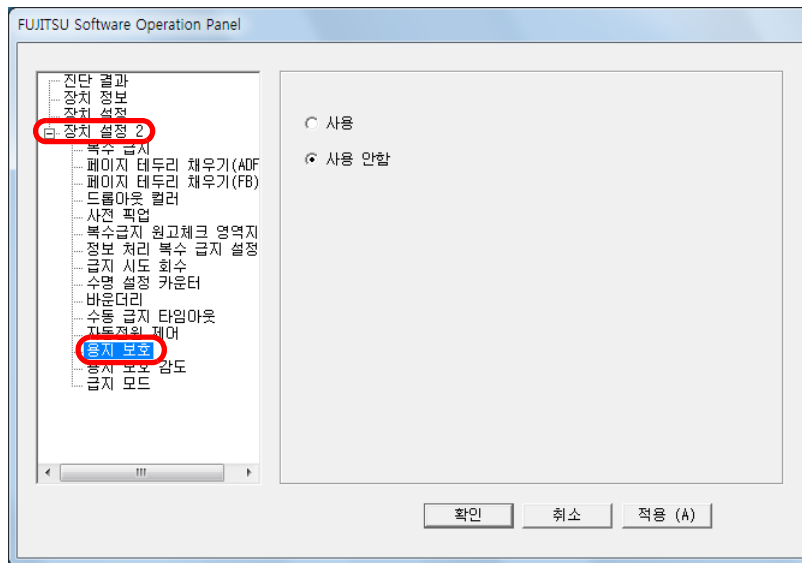 FUJITSU Software Operation Panel
진단 결과
장치 정보
장치 설정
장치 설정 2
복수 급지
페이지 테두리 채우기(ADF
페이지 테두리 채우기(FB)
드롭아웃 컬러
사전 픽업
복수급지 원고체크 영역지
정보 처리 복수 급지 설정
급지 시도 회수
수명 설정 카운터
바운더리
수동 급지 타임아웃
자동전원 제어
용지 보호
용지 보호 감도
급지 모드
사용
사용 안함
확인 취소 적용 (A)